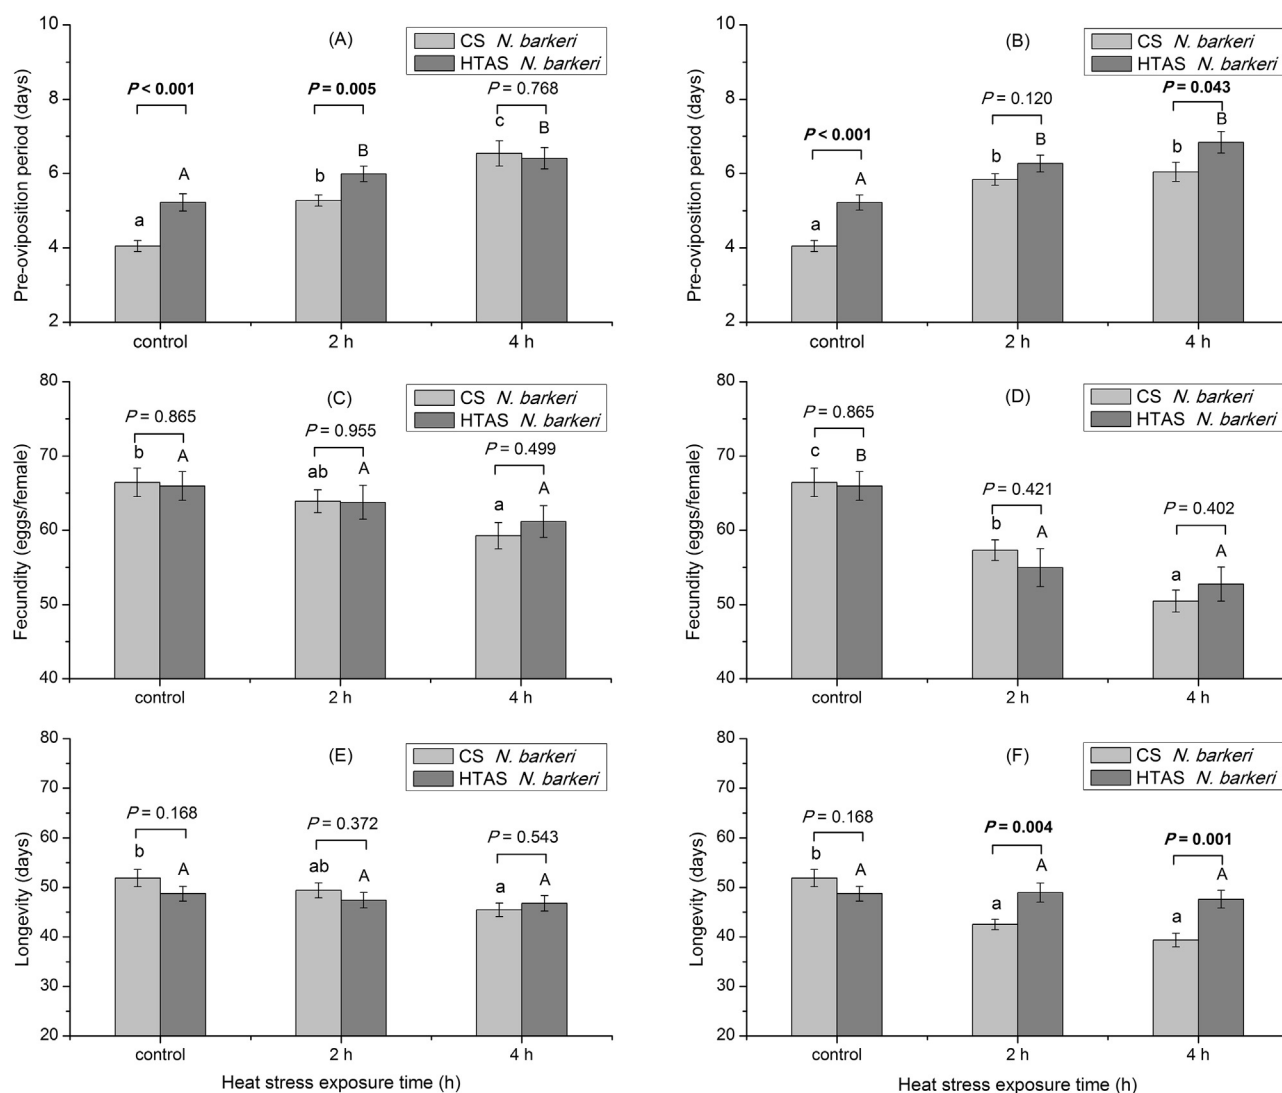 (A)
CS N. barkeri
HTAS N. barkeri
Pre-oviposition period (days)
10
8
6
4
2
P < 0.001
P = 0.005
P = 0.768
a
A
b
B
c
B
control
2 h
4 h
(B)
CS N. barkeri
HTAS N. barkeri
Pre-oviposition period (days)
10
8
6
4
2
P < 0.001
P = 0.120
P = 0.043
a
A
b
B
b
B
control
2 h
4 h
(C)
CS N. barkeri
HTAS N. barkeri
Fecundity (eggs/female)
80
70
60
50
40
P = 0.865
P = 0.955
P = 0.499
b
A
ab
A
a
A
control
2 h
4 h
(D)
CS N. barkeri
HTAS N. barkeri
Fecundity (eggs/female)
80
70
60
50
40
P = 0.865
P = 0.421
P = 0.402
c
B
b
A
a
A
control
2 h
4 h
(E)
CS N. barkeri
HTAS N. barkeri
Longevity (days)
80
70
60
50
40
30
20
P = 0.168
P = 0.372
P = 0.543
b
A
ab
A
a
A
control
2 h
4 h
Heat stress exposure time (h)
(F)
CS N. barkeri
HTAS N. barkeri
Longevity (days)
80
70
60
50
40
30
20
P = 0.168
P = 0.004
P = 0.001
b
A
a
A
a
A
control
2 h
4 h
Heat stress exposure time (h)